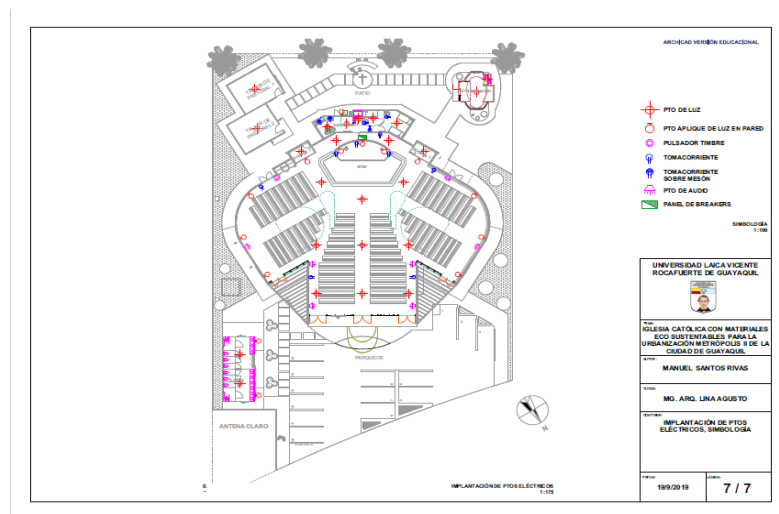 ARCHICAD VERSIÓN EDUCACIONAL
PATIO
PTO DE LUZ
PTO APLIQUE DE LUZ EN PARED
PULSADOR TIMBRE
TOMACORRIENTE
TOMACORRIENTE
SOBRE MESÓN
PTO DE AUDIO
PANEL DE BREAKERS
SIMBOLOGÍA
1:100
UNIVERSIDAD LAICA VICENTE
ROCAFUERTE DE GUAYAQUIL
TEMA:
IGLESIA CATÓLICA CON MATERIALES
ECO SUSTENTABLES PARA LA
URBANIZACIÓN METRÓPOLIS II DE LA
CIUDAD DE GUAYAQUIL
AUTOR:
MANUEL SANTOS RIVAS
MG. ARQ. LINA AGUSTO
IMPLANTACIÓN DE PTOS
ELÉCTRICOS, SIMBOLOGÍA
FECHA:
19/9/2019
LÁMINA:
7 / 7
PARQUEOS
ANTENA CLARO
N
IMPLANTACIÓN DE PTOS ELÉCTRICOS
1:175